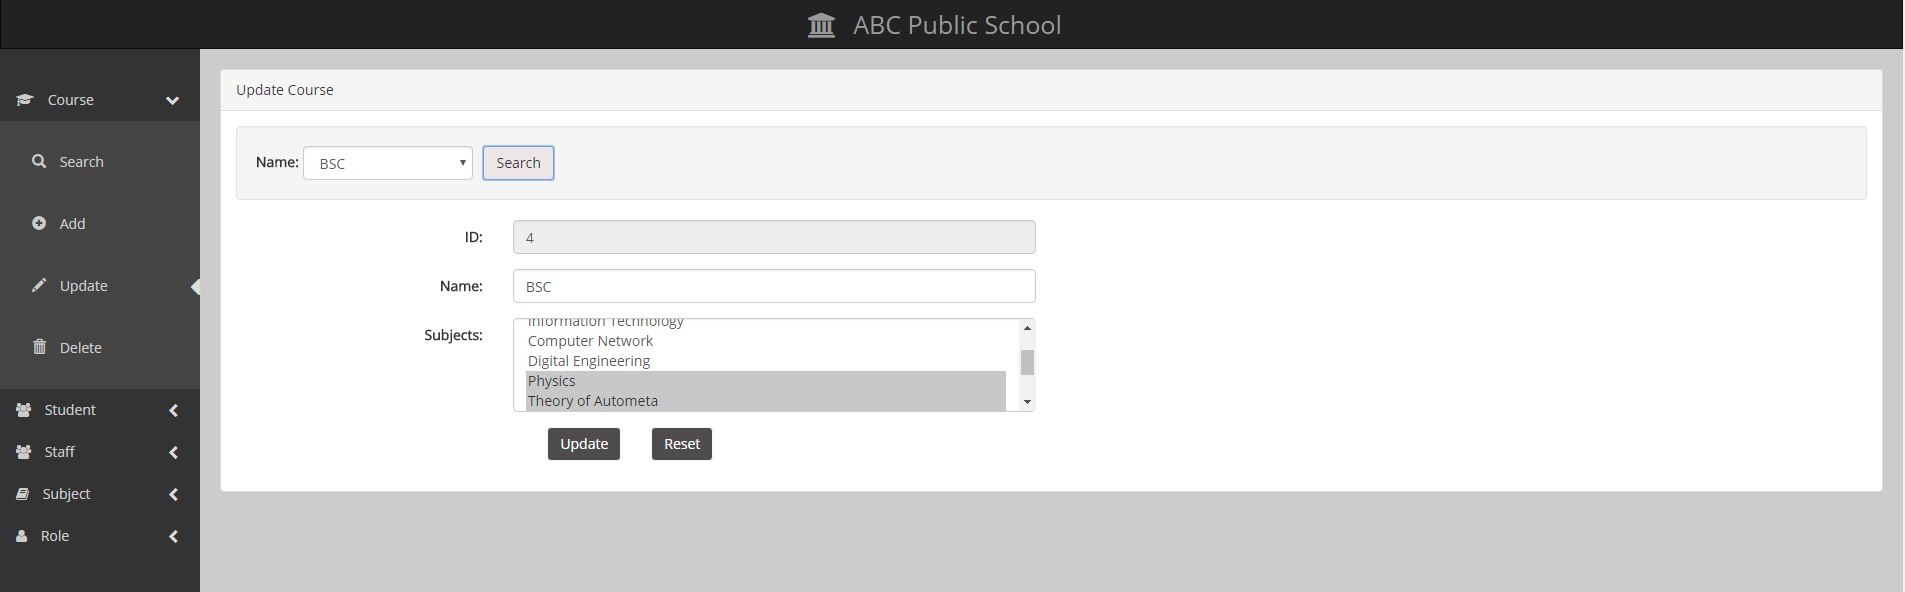 ABC Public School
Course
Search
Add
Update
Delete
Student
Staff
Subject
Role
Update Course
Name: BSC Search
ID: 4
Name: BSC
Subjects: Information Technology
Computer Network
Digital Engineering
Physics
Theory of Autometa
Update Reset